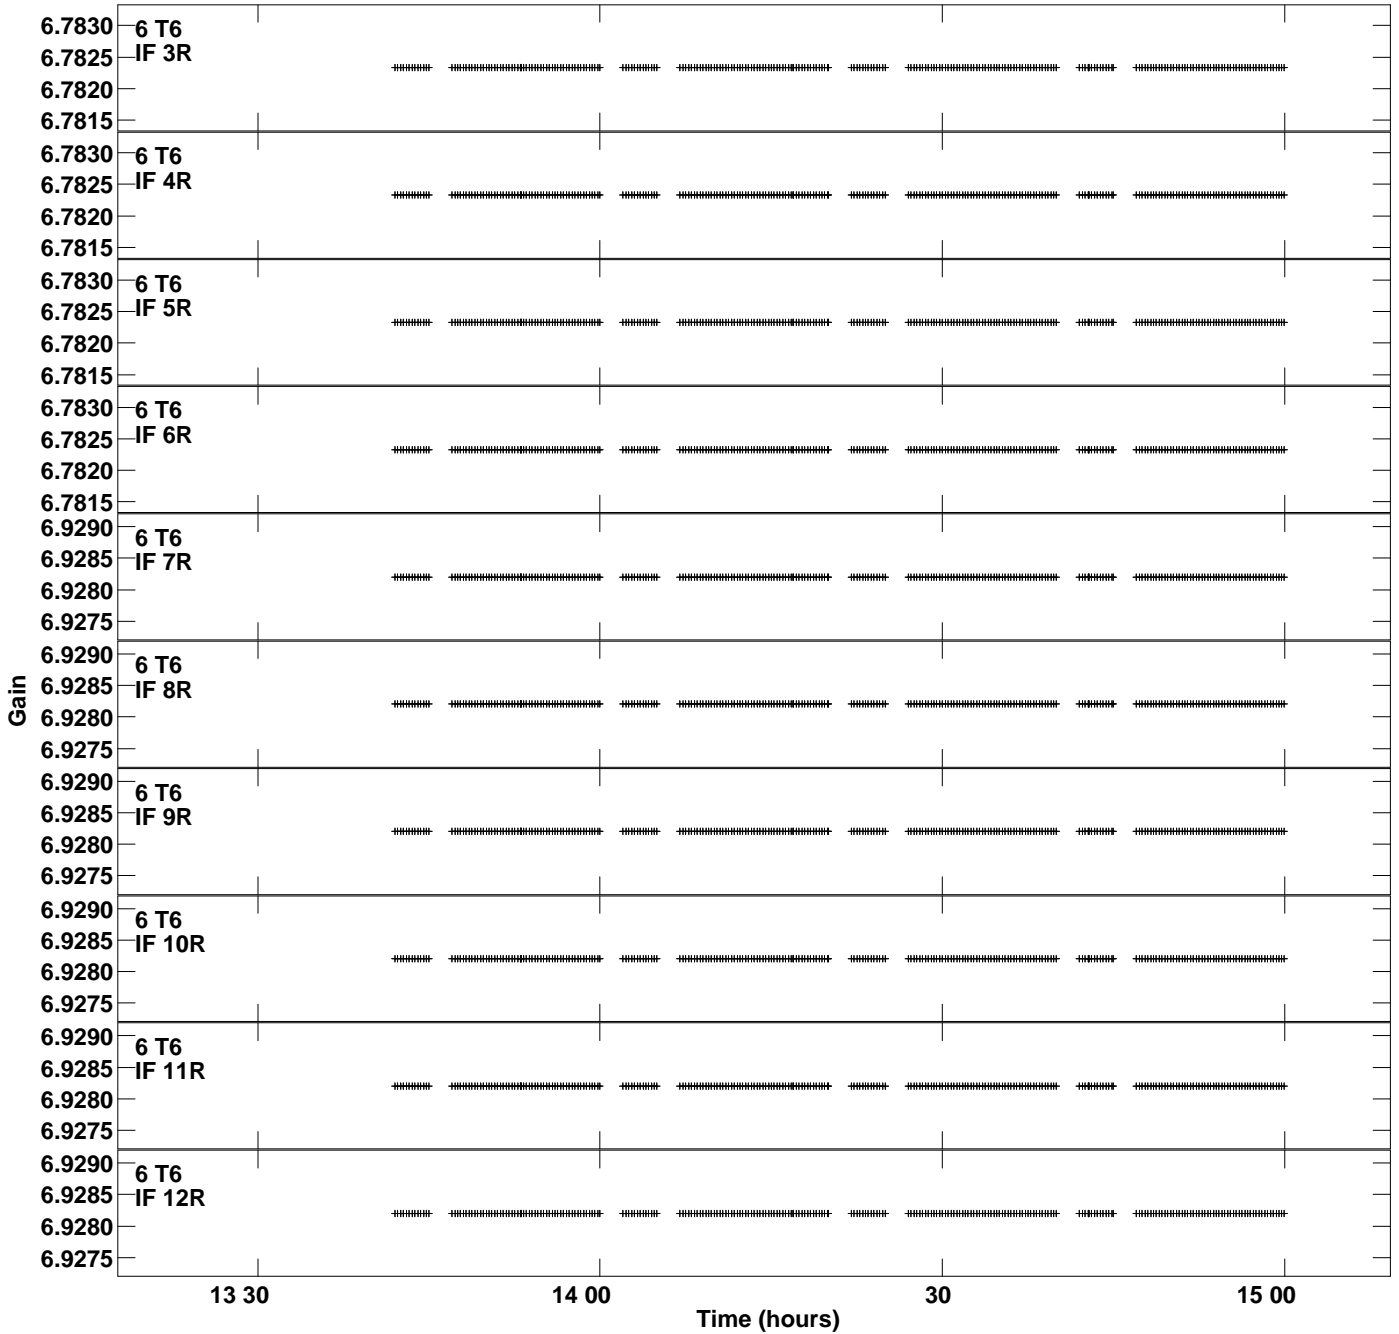 6.7830
6 T6
6.7825
IF 3R
6.7820
6.7815
6.7830
6 T6
6.7825
IF 4R
6.7820
6.7815
6.7830
6 T6
6.7825
IF 5R
6.7820
6.7815
6.7830
6 T6
6.7825
IF 6R
6.7820
6.7815
6.9290
6 T6
6.9285
IF 7R
6.9280
6.9275
6.9290
6 T6
6.9285
IF 8R
6.9280
6.9275
Gain
6.9290
6 T6
6.9285
IF 9R
6.9280
6.9275
6.9290
6 T6
6.9285
IF 10R
6.9280
6.9275
6.9290
6 T6
6.9285
IF 11R
6.9280
6.9275
6.9290
6 T6
6.9285
IF 12R
6.9280
6.9275
13 30 14 00 30 15 00
Time (hours)